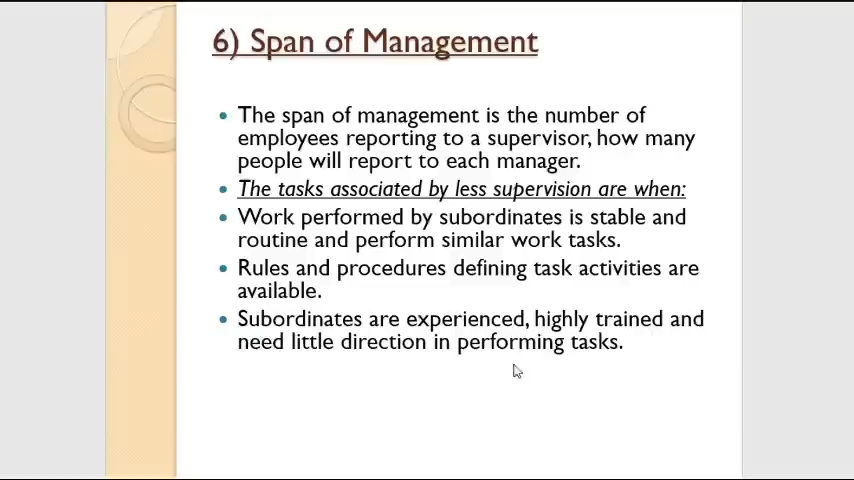 6) Span of Management
• The span of management is the number of
employees reporting to a supervisor, how many
people will report to each manager.
• The tasks associated by less supervision are when:
• Work performed by subordinates is stable and
routine and perform similar work tasks.
• Rules and procedures defining task activities are
available.
• Subordinates are experienced, highly trained and
need little direction in performing tasks.